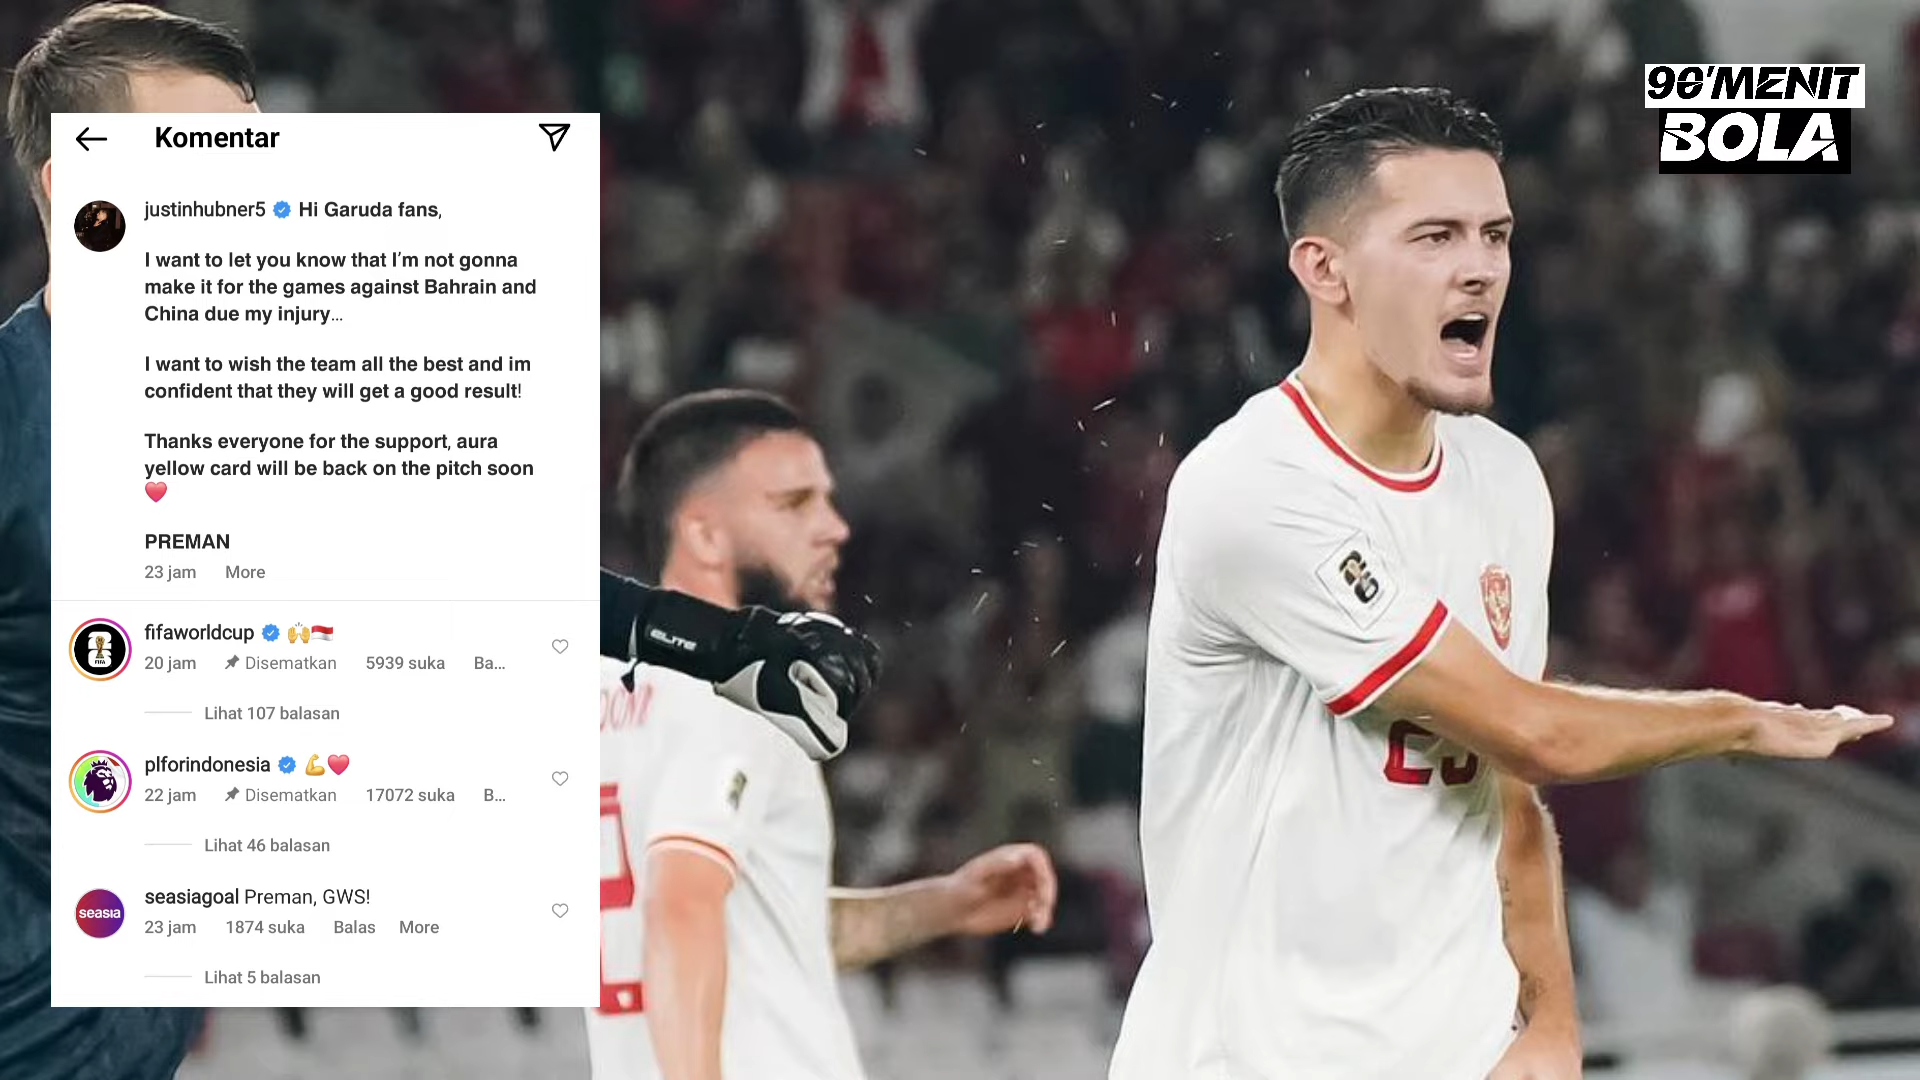 90'MENIT
BOLA
Komentar
justinhubner5 Hi Garuda fans,
I want to let you know that I'm not gonna
make it for the games against Bahrain and
China due my injury...
I want to wish the team all the best and im
confident that they will get a good result!
Thanks everyone for the support, aura
yellow card will be back on the pitch soon
❤️
PREMAN
23 jam More
fifaworldcup 🙌🇮🇩
20 jam Disematkan 5939 suka Ba...
Lihat 107 balasan
plforindonesia 💪❤️
22 jam Disematkan 17072 suka B...
Lihat 46 balasan
seasia
seasiagoal Preman, GWS!
23 jam 1874 suka Balas More
Lihat 5 balasan
ELITE
26
FIFA